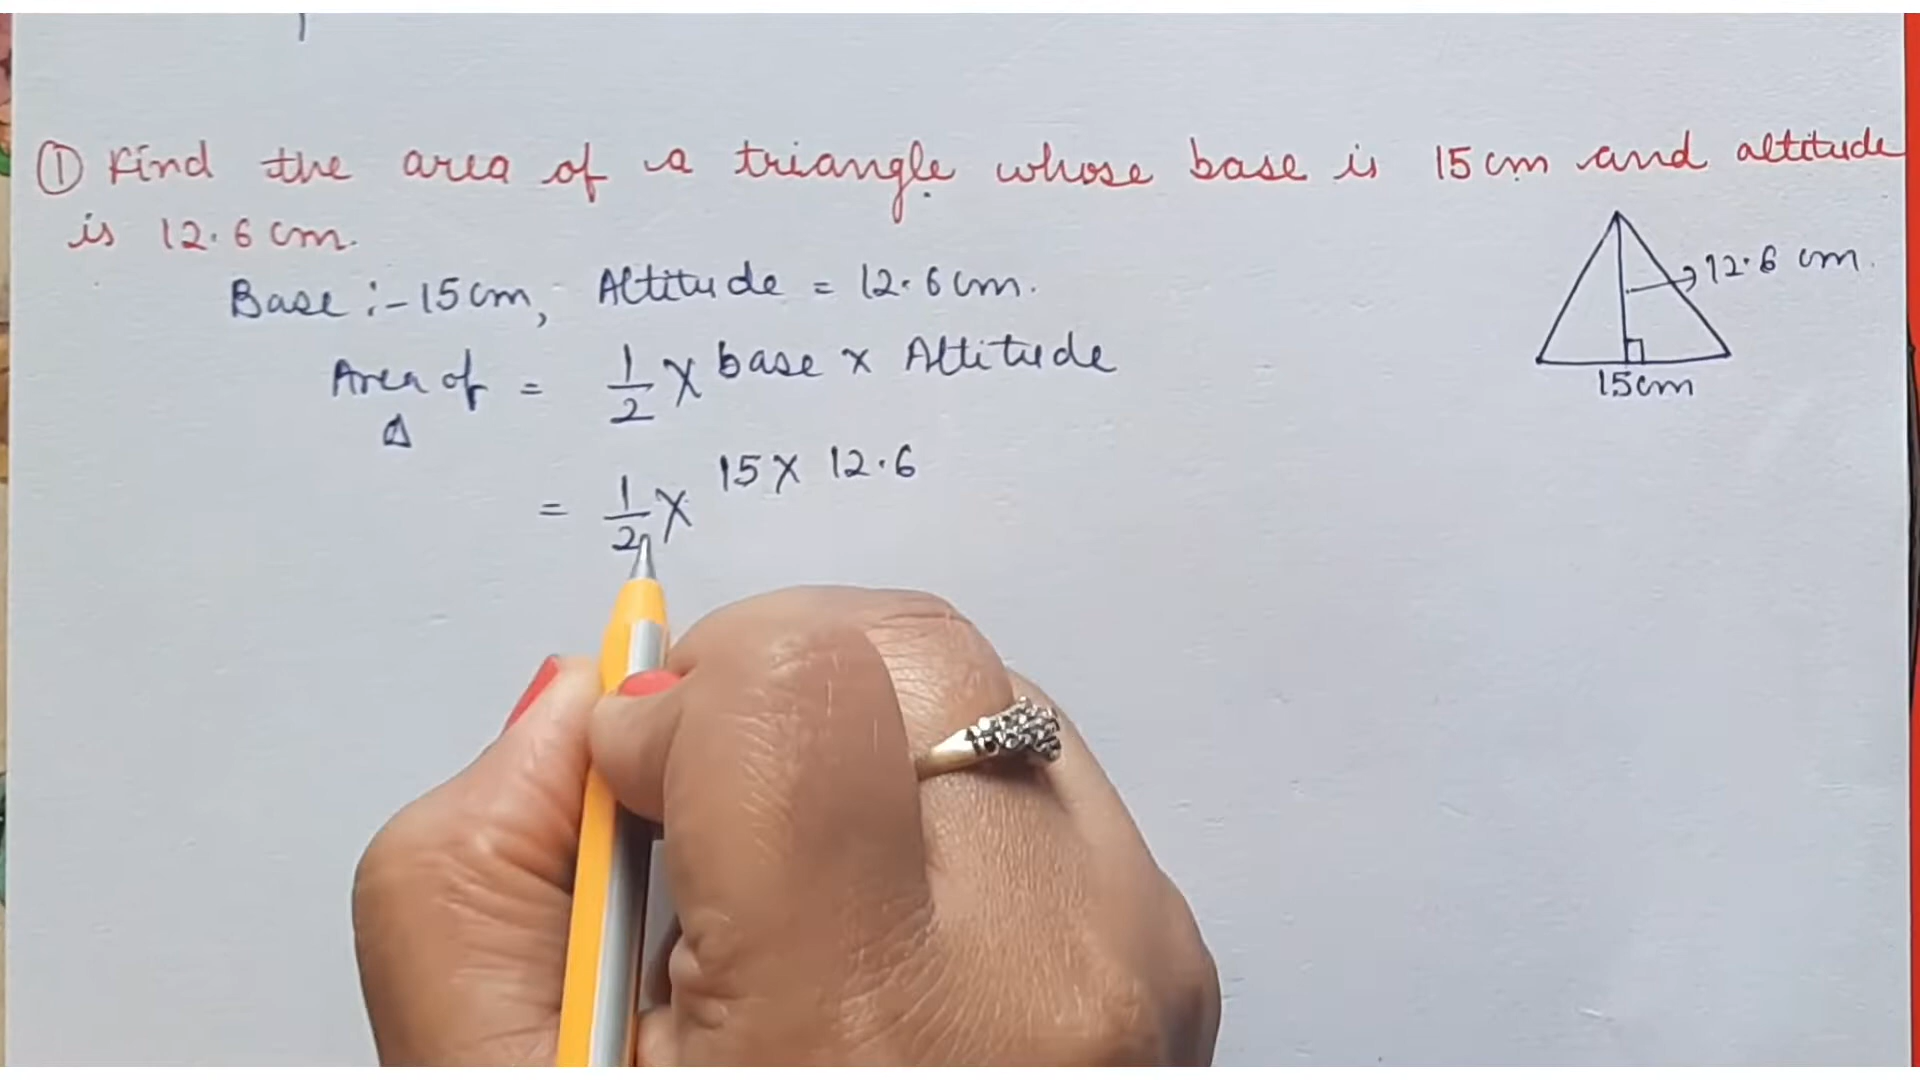 ① Find the area of a triangle whose base is 15 cm and altitude
is 12.6 cm.
Base :- 15 cm, Altitude = 12.6 cm.
Area of Δ = 1/2 X base x Altitude
= 1/2 X 15 X 12.6
12.6 cm.
15cm